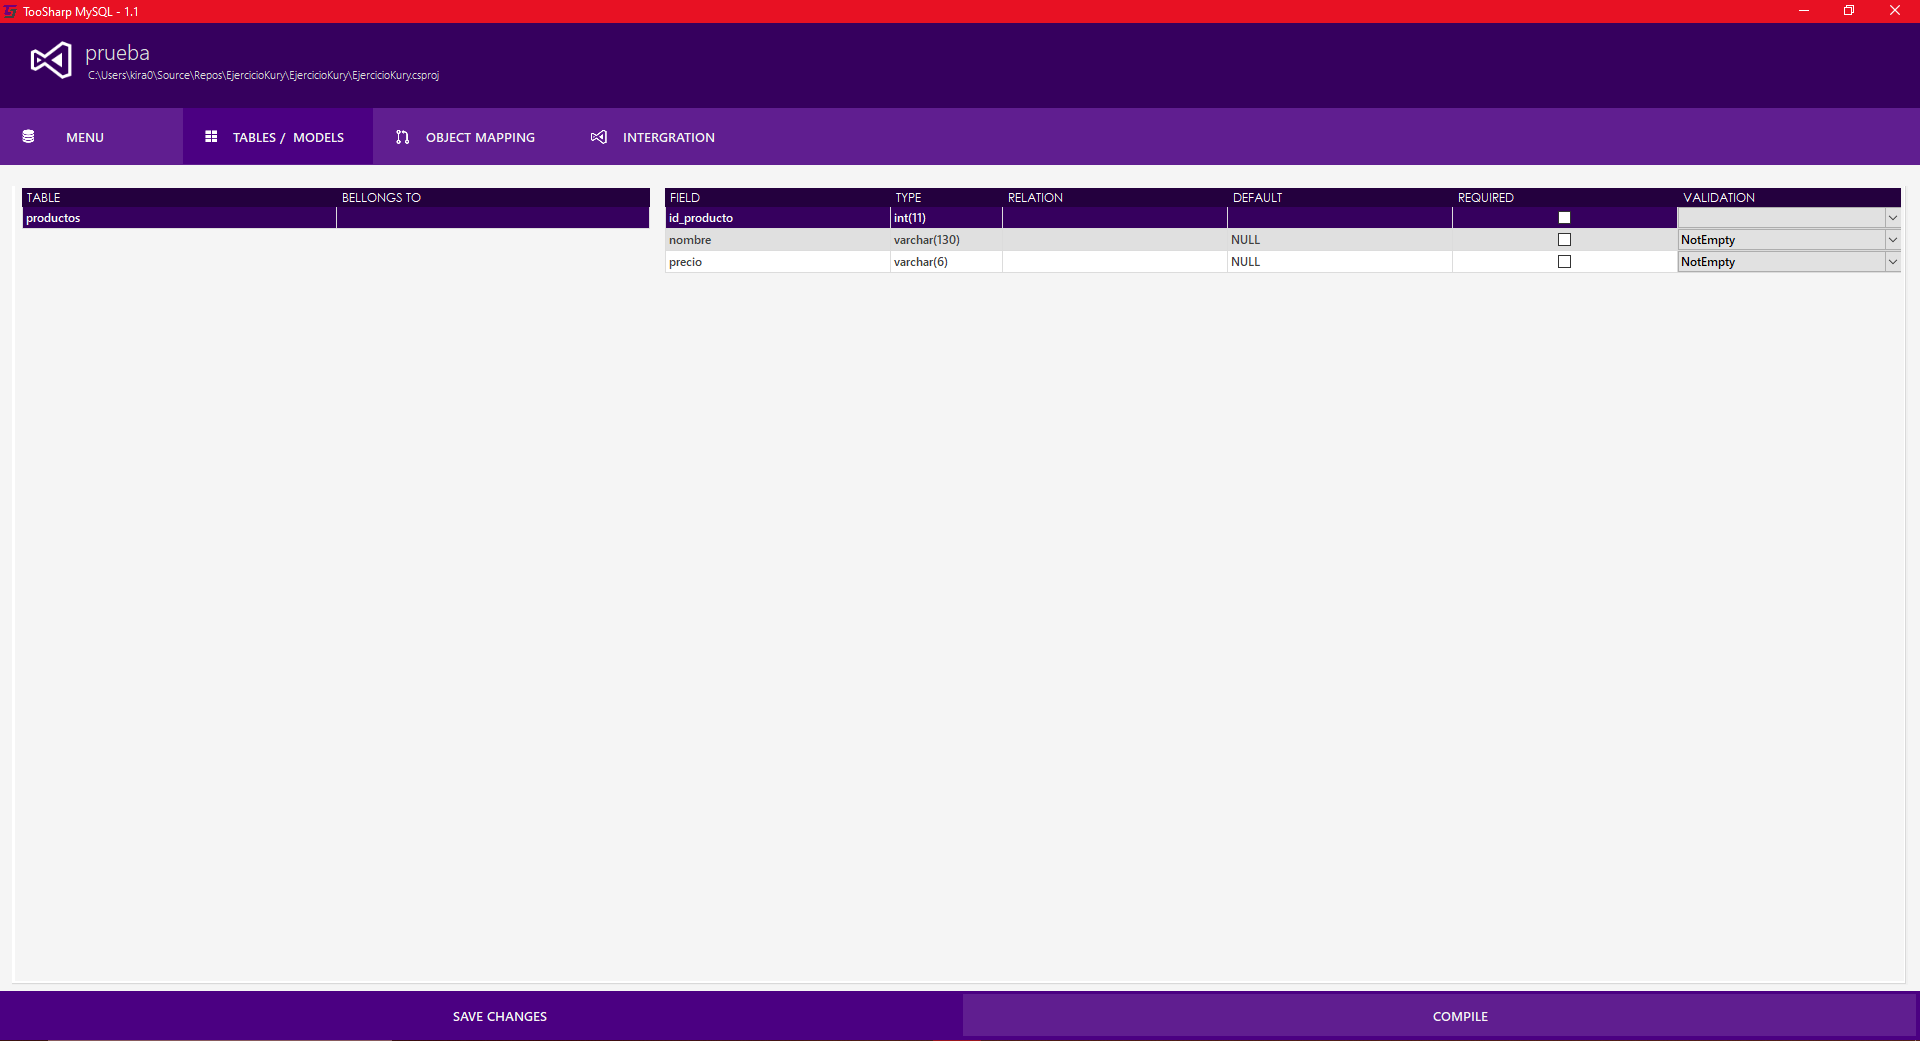 TooSharp MySQL - 1.1
prueba
C:\Users\kira0\Source\Repos\EjercicioKury\EjercicioKury\EjercicioKury.csproj
MENU TABLES / MODELS OBJECT MAPPING INTERGRATION
TABLE BELLONGS TO
productos
FIELD TYPE RELATION DEFAULT REQUIRED VALIDATION
id_producto int(11)
nombre varchar(130) NULL NotEmpty
precio varchar(6) NULL NotEmpty
SAVE CHANGES COMPILE